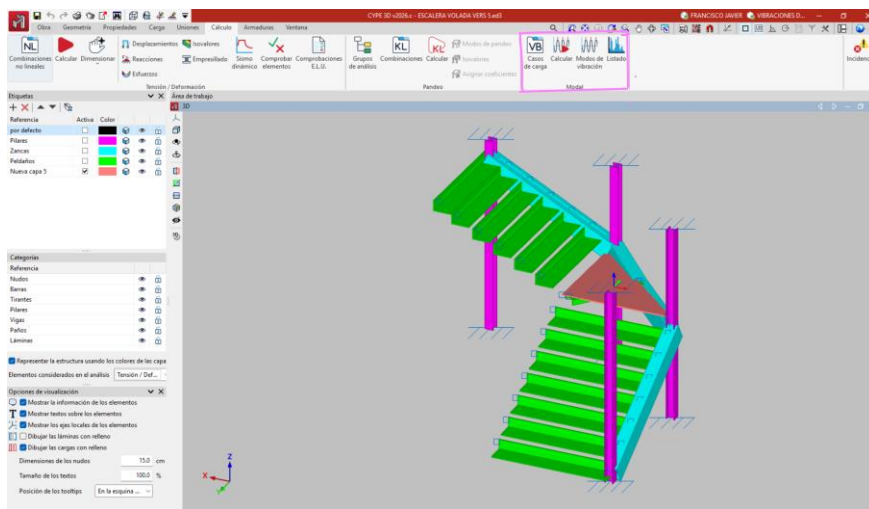 CYPE 3D v2026.c - ESCALERA VOLADA VERS 5.ed3
FRANCISCO JAVIER
VIBRACIONES D...
Obra Geometría Propiedades Carga Uniones Cálculo Armaduras Ventana
NL
Combinaciones no lineales
Calcular
Dimensionar
Desplazamientos
Reacciones
Esfuerzos
Isovalores
Empresillado
Sismo dinámico
Comprobar elementos
Comprobaciones E.L.U.
Tensión / Deformación
Grupos de análisis
KL
Combinaciones
KL
Calcular
Modos de pandeo
Isovalores
Asignar coeficientes
Pandeo
VB
Casos de carga
Calcular
Modos de vibración
Listado
Modal
Incidenc
Etiquetas
Referencia Activa Color
por defecto
Pilares
Zancas
Peldaños
Nueva capa 5
Categorías
Referencia
Nudos
Barras
Tirantes
Pilares
Vigas
Paños
Láminas
Representar la estructura usando los colores de las capa
Elementos considerados en el análisis Tensión / Def...
Opciones de visualización
Mostrar la información de los elementos
Mostrar textos sobre los elementos
Mostrar los ejes locales de los elementos
Dibujar las láminas con relleno
Dibujar las cargas con relleno
Dimensiones de los nudos 15.0 cm
Tamaño de los textos 100.0 %
Posición de los tooltips En la esquina ...
Área de trabajo
3D
Z
X
Y